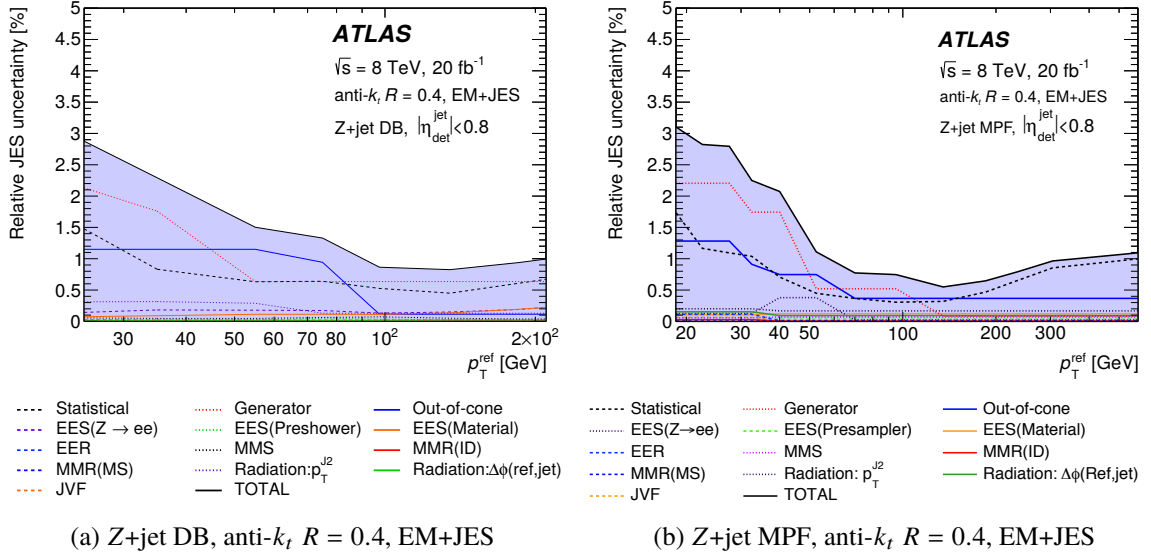 Relative JES uncertainty [%]
5
4.5
4
3.5
3
2.5
2
1.5
1
0.5
0
ATLAS
√s = 8 TeV, 20 fb⁻¹
anti-kₜ R = 0.4, EM+JES
Z+jet DB, |η_det^jet|<0.8
30 40 50 60 70 80 10² 2×10²
p_T^ref [GeV]
Statistical Generator Out-of-cone
EES(Z → ee) EES(Preshower) EES(Material)
EER MMS MMR(ID)
MMR(MS) Radiation:p_T^J2 Radiation:Δϕ(ref,jet)
JVF TOTAL
(a) Z+jet DB, anti-kₜ R = 0.4, EM+JES
Relative JES uncertainty [%]
5
4.5
4
3.5
3
2.5
2
1.5
1
0.5
0
ATLAS
√s = 8 TeV, 20 fb⁻¹
anti-kₜ R = 0.4, EM+JES
Z+jet MPF, |η_det^jet|<0.8
20 30 40 50 100 200 300
p_T^ref [GeV]
Statistical Generator Out-of-cone
EES(Z→ee) EES(Presampler) EES(Material)
EER MMS MMR(ID)
MMR(MS) Radiation: p_T^J2 Radiation: Δϕ(Ref,jet)
JVF TOTAL
(b) Z+jet MPF, anti-kₜ R = 0.4, EM+JES